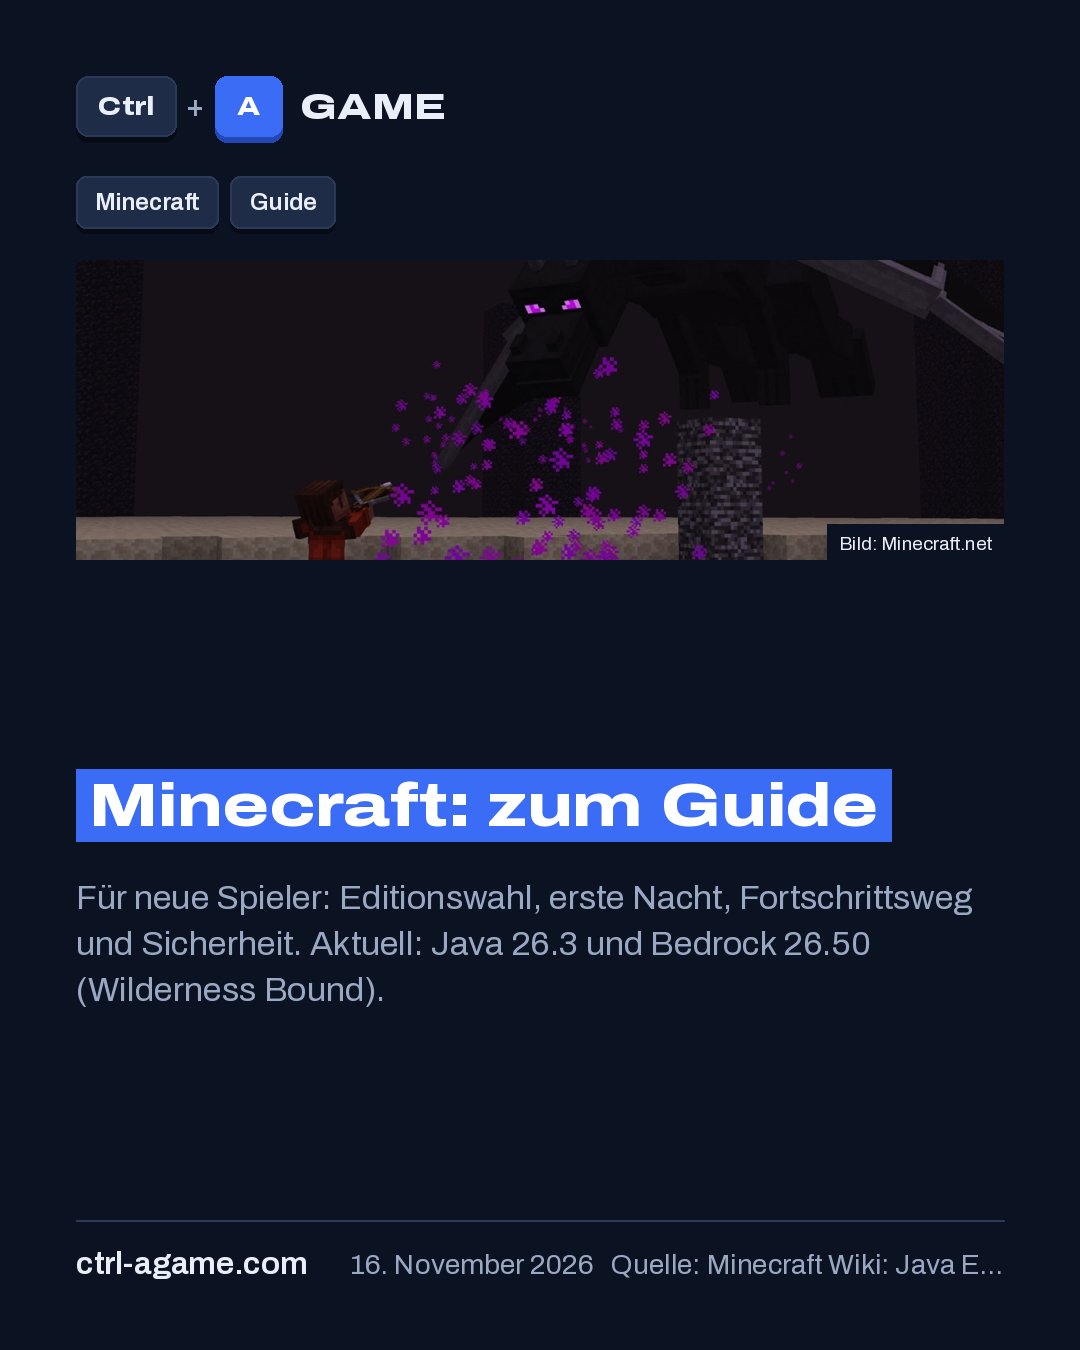 Ctrl + A GAME
Minecraft Guide
Bild: Minecraft.net
Minecraft: zum Guide
Für neue Spieler: Editionswahl, erste Nacht, Fortschrittsweg
und Sicherheit. Aktuell: Java 26.3 und Bedrock 26.50
(Wilderness Bound).
ctrl-agame.com 16. November 2026 Quelle: Minecraft Wiki: Java E...